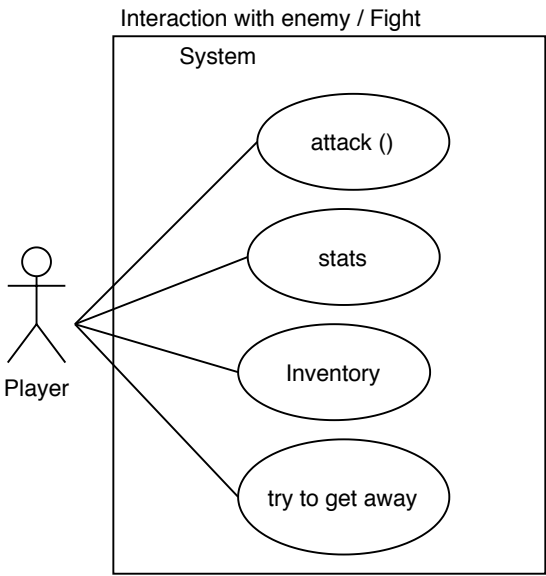 Interaction with enemy / Fight
System
attack ()
stats
Inventory
Player
try to get away